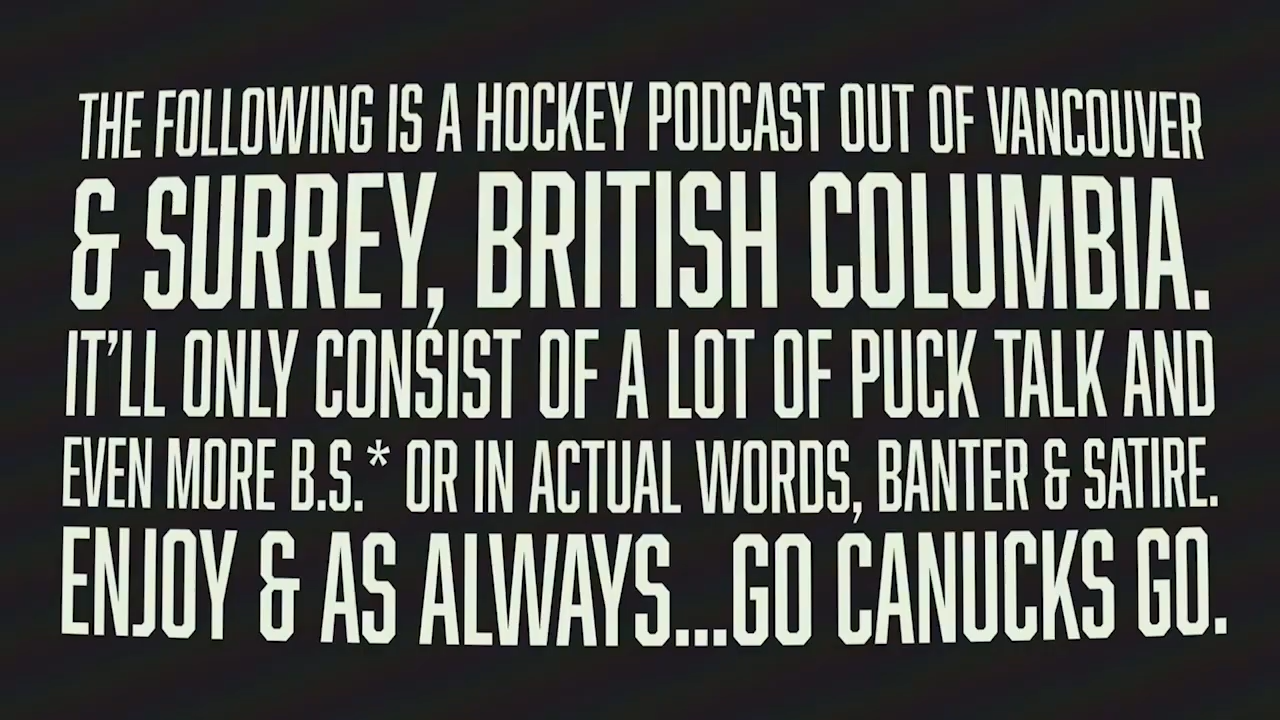 THE FOLLOWING IS A HOCKEY PODCAST OUT OF VANCOUVER
& SURREY, BRITISH COLUMBIA.
IT'LL ONLY CONSIST OF A LOT OF PUCK TALK AND
EVEN MORE B.S.* OR IN ACTUAL WORDS, BANTER & SATIRE.
ENJOY & AS ALWAYS...GO CANUCKS GO.